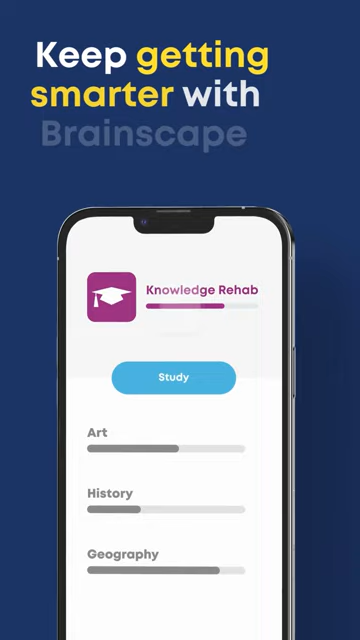 Keep getting
smarter with
Brainscape
Knowledge Rehab
Study
Art
History
Geography